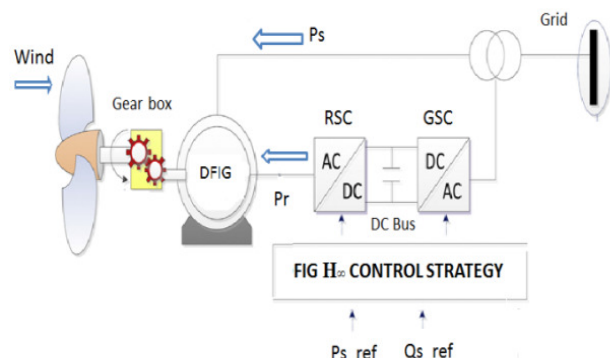 Grid
Ps
Wind
Gear box
RSC
GSC
AC
DC
DC
AC
DFIG
Pr
DC Bus
FIG H∞ CONTROL STRATEGY
Ps_ref
Qs_ref